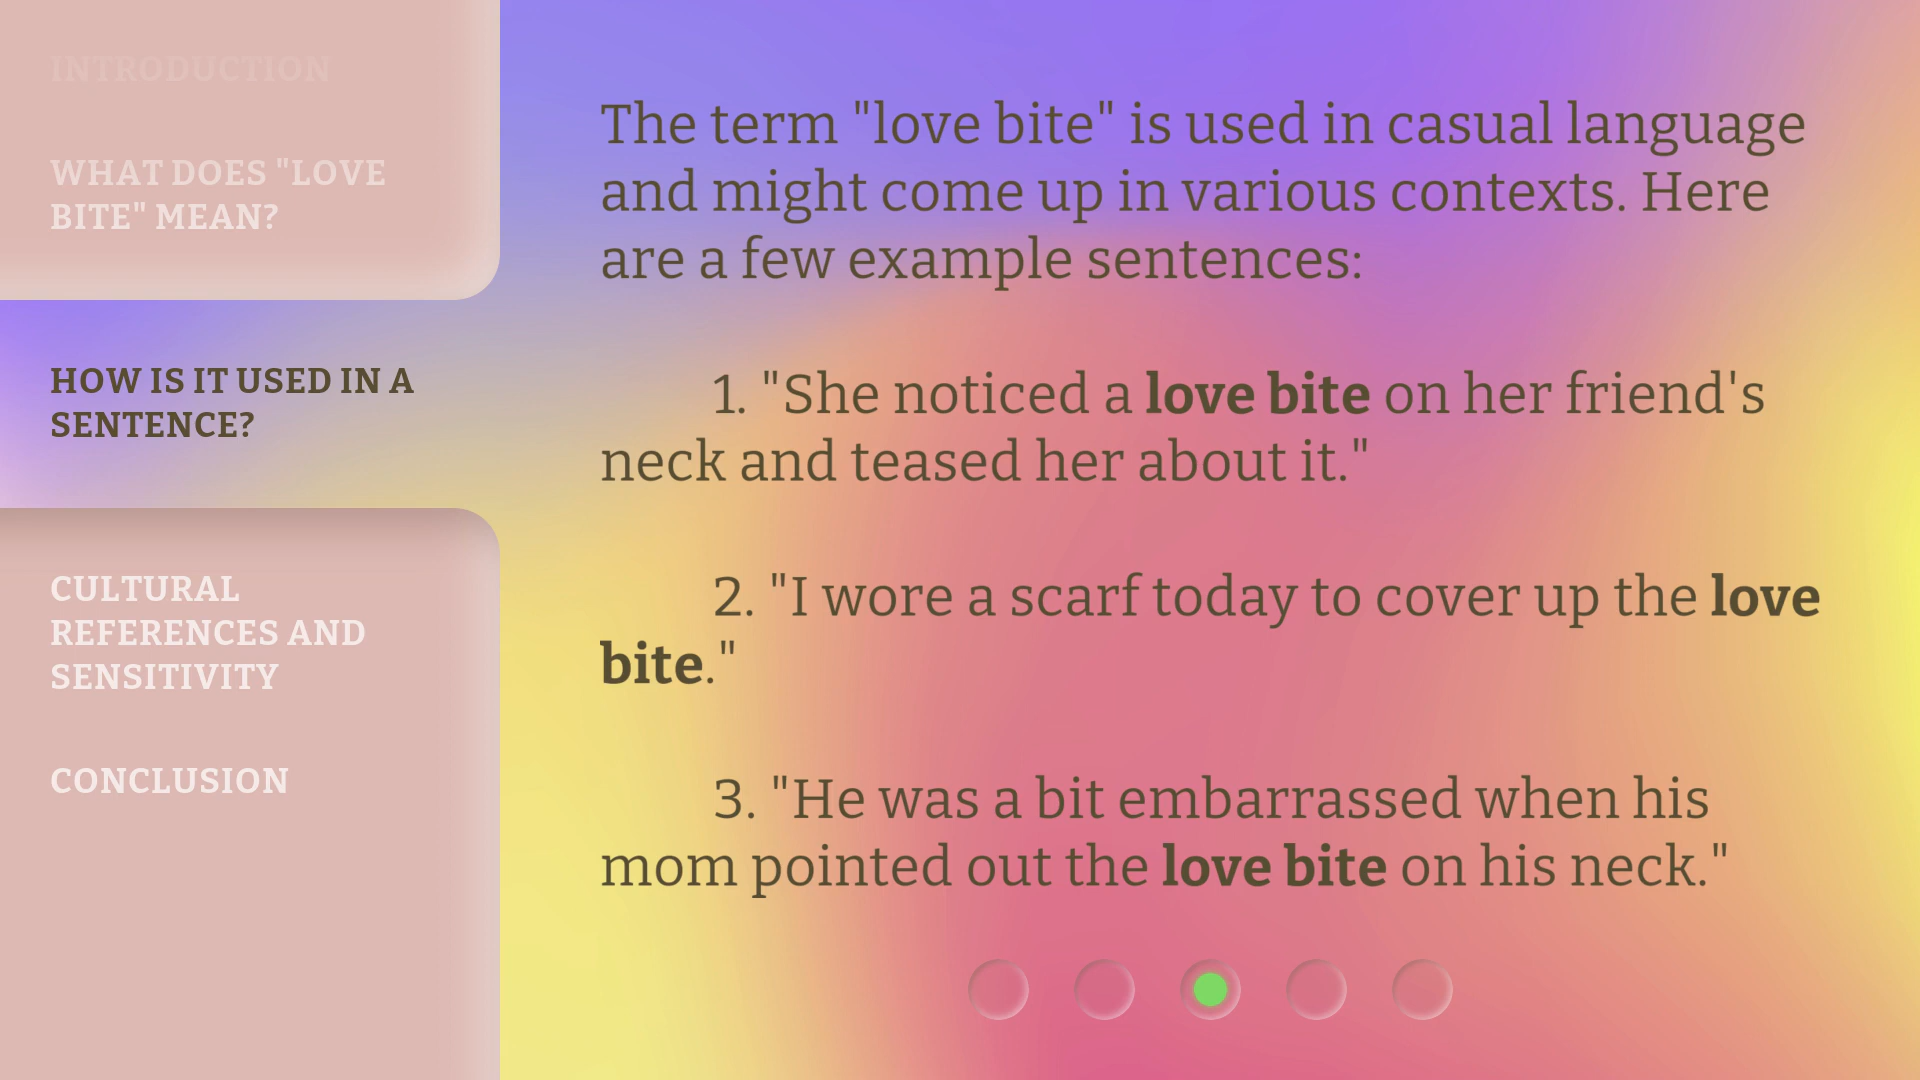 INTRODUCTION
WHAT DOES "LOVE
BITE" MEAN?
HOW IS IT USED IN A
SENTENCE?
CULTURAL
REFERENCES AND
SENSITIVITY
CONCLUSION
The term "love bite" is used in casual language
and might come up in various contexts. Here
are a few example sentences:
1. "She noticed a love bite on her friend's
neck and teased her about it."
2. "I wore a scarf today to cover up the love
bite."
3. "He was a bit embarrassed when his
mom pointed out the love bite on his neck."